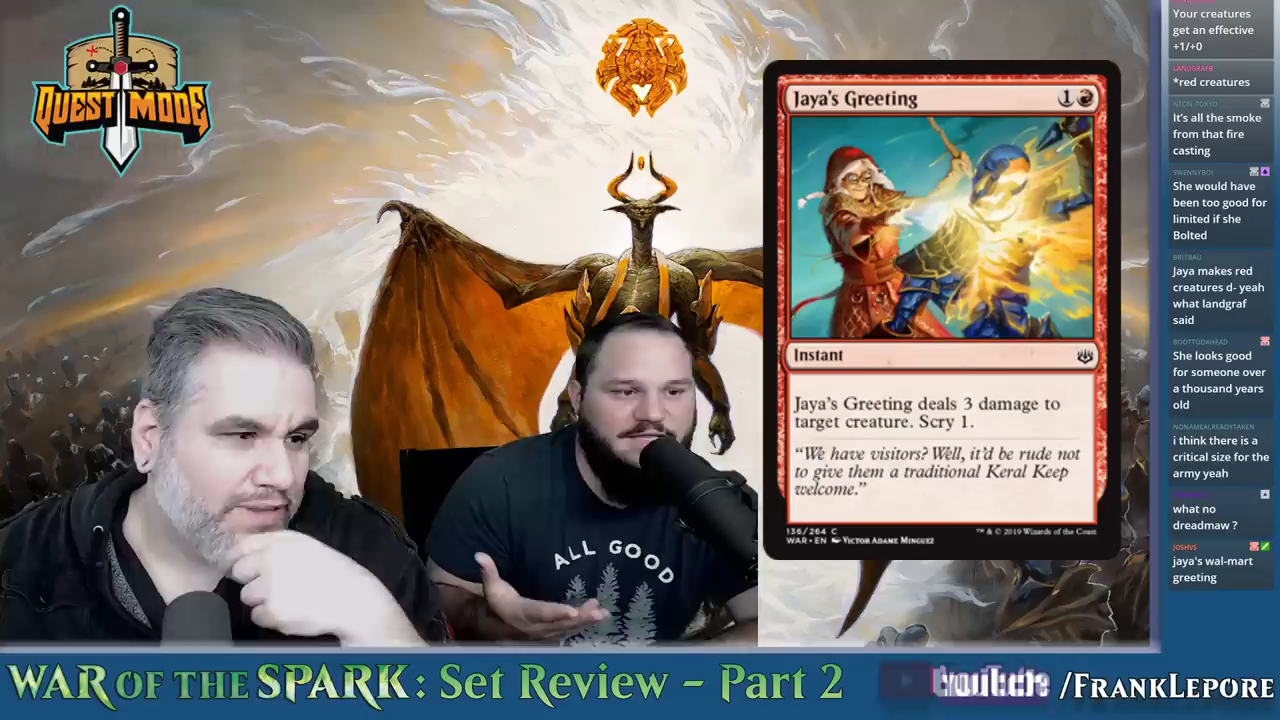 QUEST MODE
Jaya's Greeting
1
Instant
Jaya's Greeting deals 3 damage to
target creature. Scry 1.
“We have visitors? Well, it'd be rude not
to give them a traditional Keral Keep
welcome.”
136/264 C
™ & © 2019 Wizards of the Coast
WAR • EN VICTOR ADAME MINGUEZ
ALL GOOD
Your creatures
get an effective
+1/+0
LANDGRAFB
*red creatures
NEON TOKYO
It's all the smoke
from that fire
casting
SWENNYBOI
She would have
been too good for
limited if she
Bolted
BRITBAU
Jaya makes red
creatures d- yeah
what landgraf
said
BOOTTODAHEAD
She looks good
for someone over
a thousand years
old
NONAMEALREADYTAKEN
i think there is a
critical size for the
army yeah
what no
dreadmaw ?
JOSHVS
jaya's wal-mart
greeting
WAR OF THE SPARK: Set Review - Part 2
/FRANKLEPORE